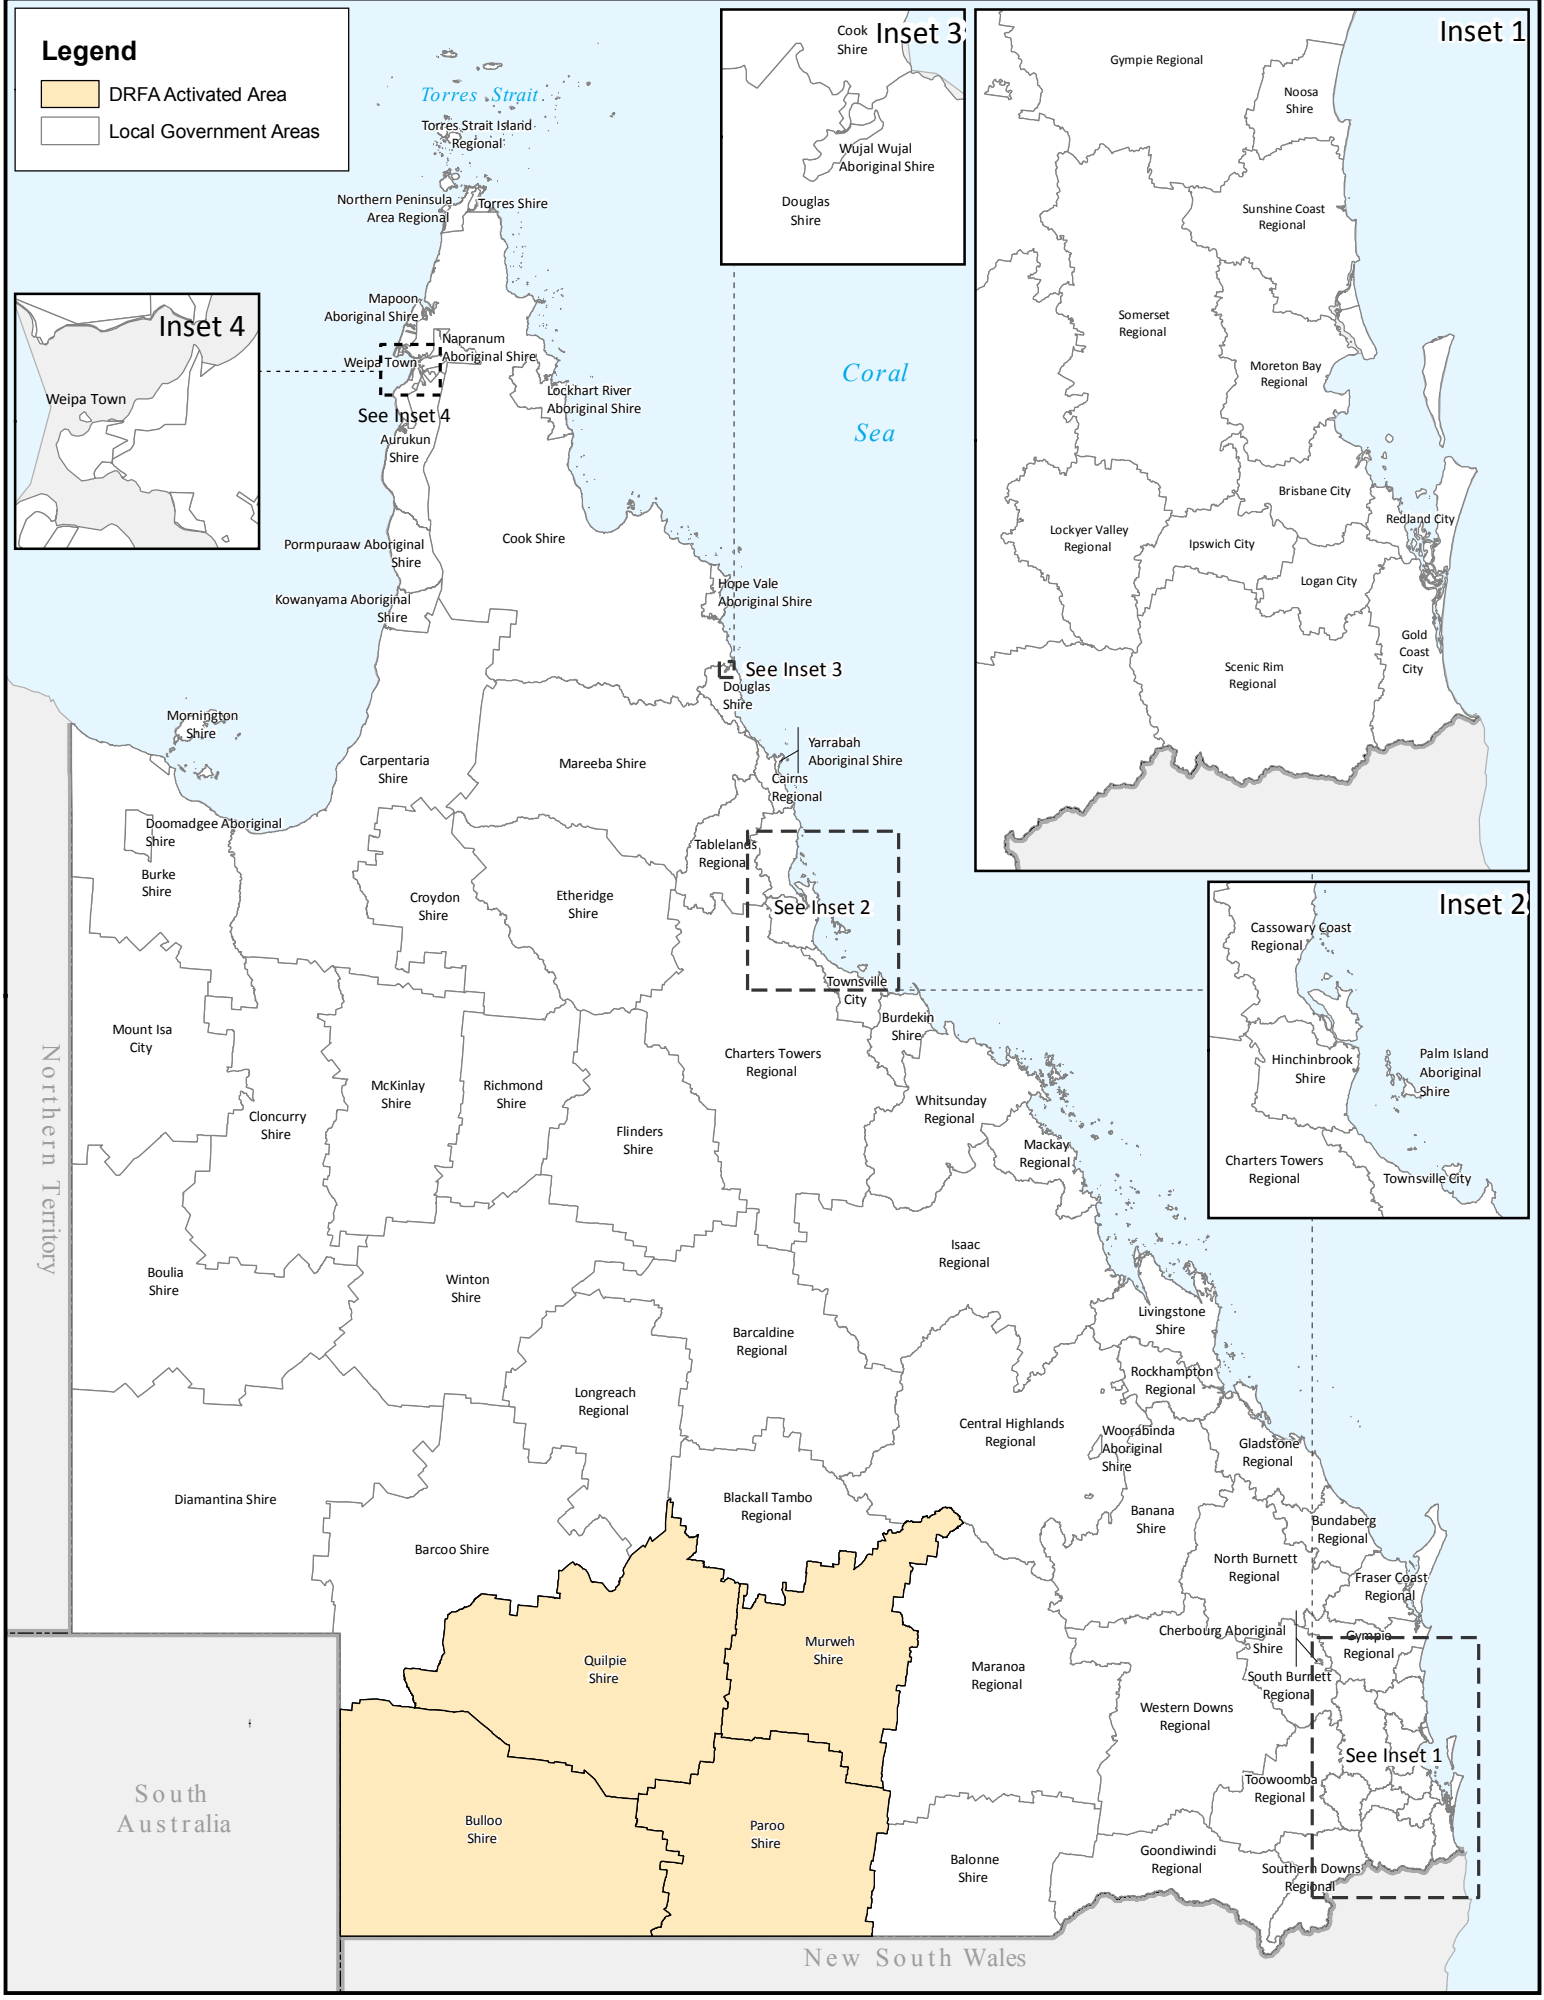 Legend
DRFA Activated Area
Local Government Areas
Torres Strait
Torres Strait Island
Regional
Northern Peninsula
Area Regional
Torres Shire
Mapoon
Aboriginal Shire
Napranum
Aboriginal Shire
Weipa Town
See Inset 4
Lockhart River
Aboriginal Shire
Aurukun
Shire
Coral
Sea
Cook Shire
Pormpuraaw Aboriginal
Shire
Kowanyama Aboriginal
Shire
Hope Vale
Aboriginal Shire
See Inset 3
Douglas
Shire
Mornington
Shire
Carpentaria
Shire
Mareeba Shire
Yarrabah
Aboriginal Shire
Cairns
Regional
Doomadgee Aboriginal
Shire
Burke
Shire
Tablelands
Regional
Croydon
Shire
Etheridge
Shire
See Inset 2
Townsville
City
Burdekin
Shire
Mount Isa
City
Charters Towers
Regional
McKinlay
Shire
Richmond
Shire
Cloncurry
Shire
Flinders
Shire
Whitsunday
Regional
Mackay
Regional
Northern Territory
Isaac
Regional
Boulia
Shire
Winton
Shire
Livingstone
Shire
Barcaldine
Regional
Rockhampton
Regional
Longreach
Regional
Central Highlands
Regional
Woorabinda
Aboriginal
Shire
Gladstone
Regional
Diamantina Shire
Blackall Tambo
Regional
Banana
Shire
Bundaberg
Regional
Barcoo Shire
North Burnett
Regional
Fraser Coast
Regional
Cherbourg Aboriginal
Shire
Gympie
Regional
Murweh
Shire
Quilpie
Shire
Maranoa
Regional
South Burnett
Regional
Western Downs
Regional
See Inset 1
Toowoomba
Regional
South
Australia
Bulloo
Shire
Paroo
Shire
Balonne
Shire
Goondiwindi
Regional
Southern Downs
Regional
New South Wales
Inset 4
Weipa Town
Inset 3
Cook
Shire
Wujal Wujal
Aboriginal Shire
Douglas
Shire
Inset 1
Gympie Regional
Noosa
Shire
Sunshine Coast
Regional
Somerset
Regional
Moreton Bay
Regional
Brisbane City
Redland City
Lockyer Valley
Regional
Ipswich City
Logan City
Gold
Coast
City
Scenic Rim
Regional
Inset 2
Cassowary Coast
Regional
Hinchinbrook
Shire
Palm Island
Aboriginal
Shire
Charters Towers
Regional
Townsville City